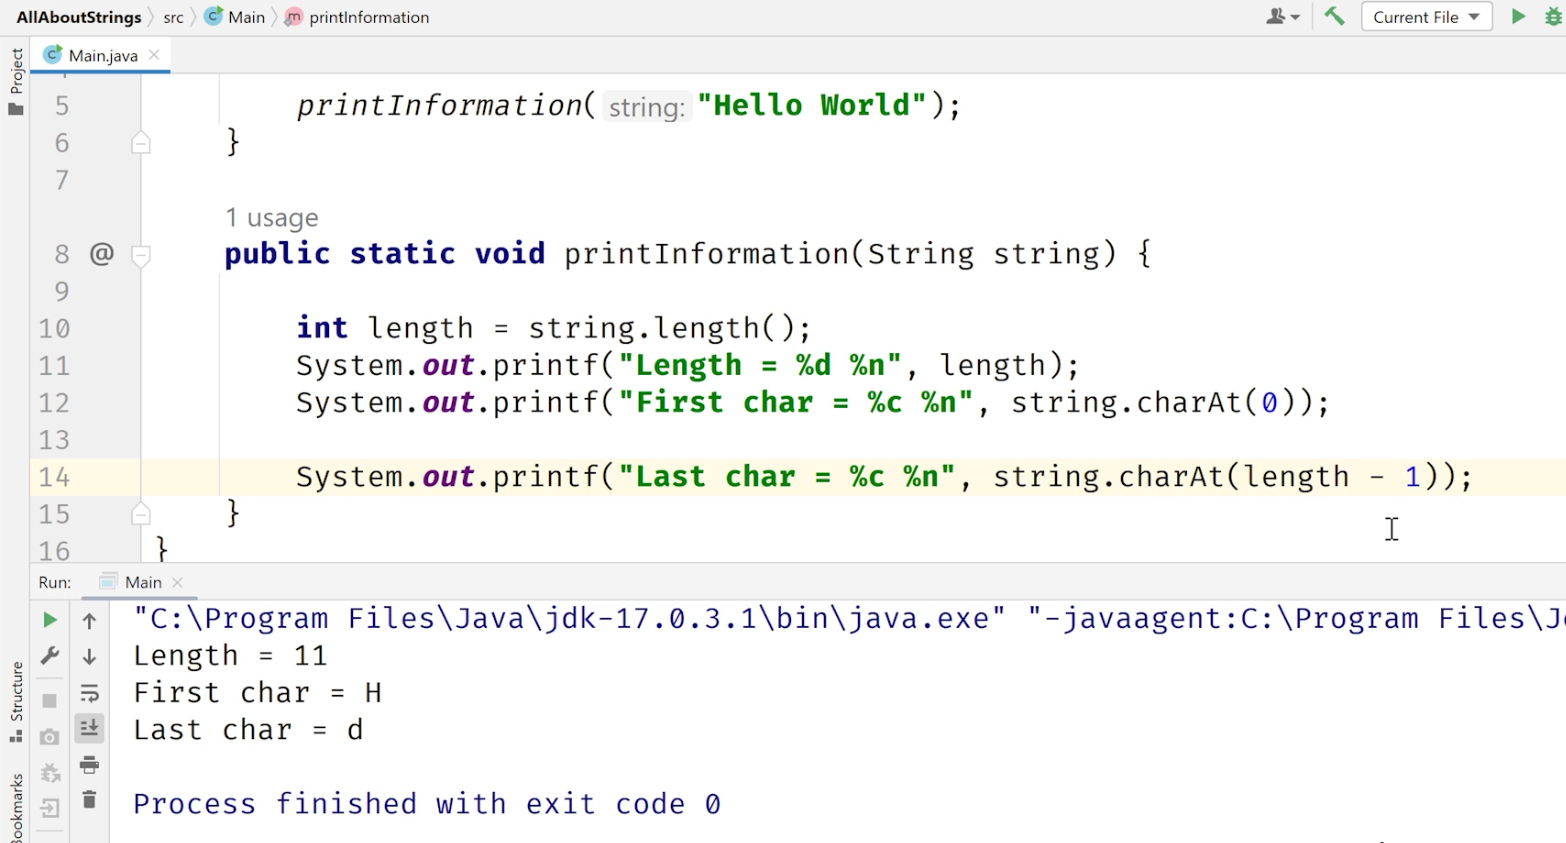 AllAboutStrings src Main printInformation Current File
Project
Main.java
5 printInformation( string: "Hello World");
6 }
7
1 usage
8 @ public static void printInformation(String string) {
9
10 int length = string.length();
11 System.out.printf("Length = %d %n", length);
12 System.out.printf("First char = %c %n", string.charAt(0));
13
14 System.out.printf("Last char = %c %n", string.charAt(length - 1));
15 }
16 }
Run: Main
"C:\Program Files\Java\jdk-17.0.3.1\bin\java.exe" "-javaagent:C:\Program Files\J
Length = 11
First char = H
Last char = d
Process finished with exit code 0
Structure
Bookmarks